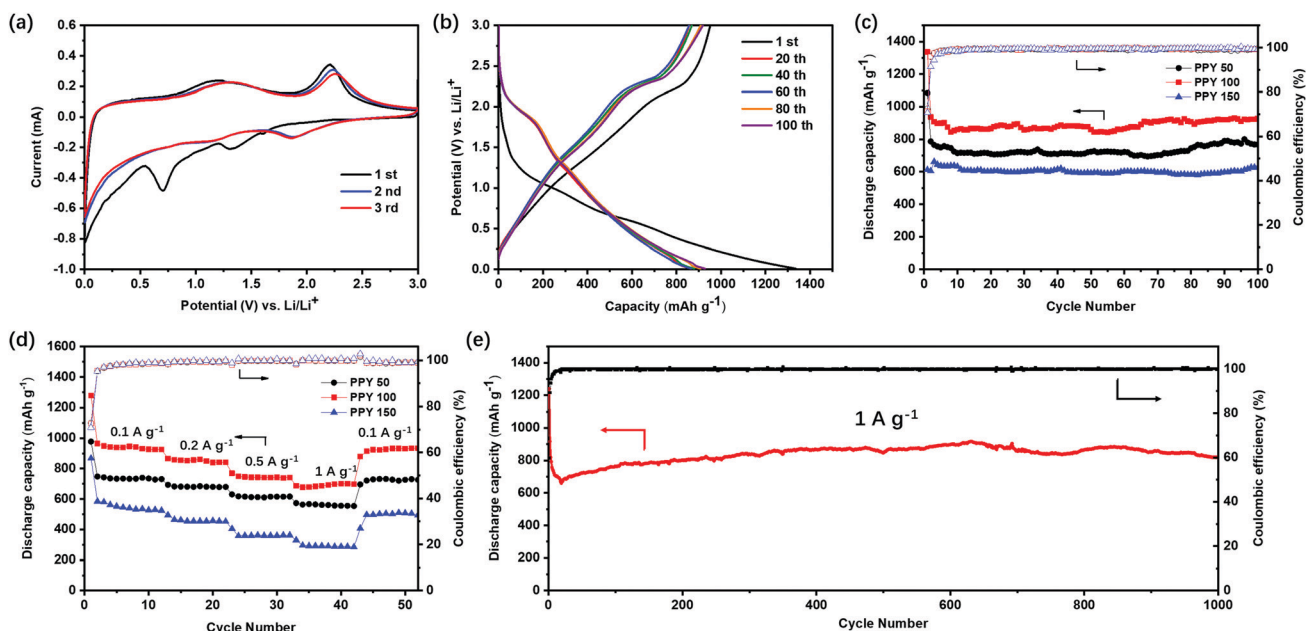 (a)
0.8
0.6
0.4
0.2
0.0
-0.2
-0.4
-0.6
-0.8
-1.0
Current (mA)
1 st
2 nd
3 rd
0.0 0.5 1.0 1.5 2.0 2.5 3.0
Potential (V) vs. Li/Li+
(b)
3.0
2.5
2.0
1.5
1.0
0.5
0.0
Potential (V) vs. Li/Li+
1 st
20 th
40 th
60 th
80 th
100 th
0 200 400 600 800 1000 1200 1400
Capacity (mAh g-1)
(c)
1400
1200
1000
800
600
400
200
0
Discharge capacity (mAh g-1)
PPY 50
PPY 100
PPY 150
100
80
60
40
20
0
Coulombic efficiency (%)
0 10 20 30 40 50 60 70 80 90 100
Cycle Number
(d)
1600
1400
1200
1000
800
600
400
200
0
Discharge capacity (mAh g-1)
PPY 50
PPY 100
PPY 150
0.1 A g-1
0.2 A g-1
0.5 A g-1
1 A g-1
0.1 A g-1
100
80
60
40
20
0
Coulombic efficiency (%)
0 10 20 30 40 50
Cycle Number
(e)
1600
1400
1200
1000
800
600
400
200
0
Discharge capacity (mAh g-1)
1 A g-1
100
80
60
40
20
0
Coulombic efficiency (%)
0 200 400 600 800 1000
Cycle Number